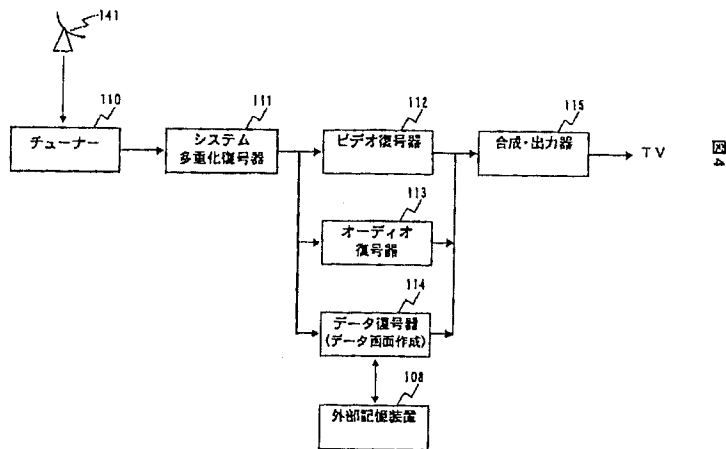 141
110
チューナー
111
システム
多重化復号器
112
ビデオ復号器
115
合成・出力器
TV
図4
113
オーディオ
復号器
114
データ復号器
(データ画面作成)
108
外部記憶装置